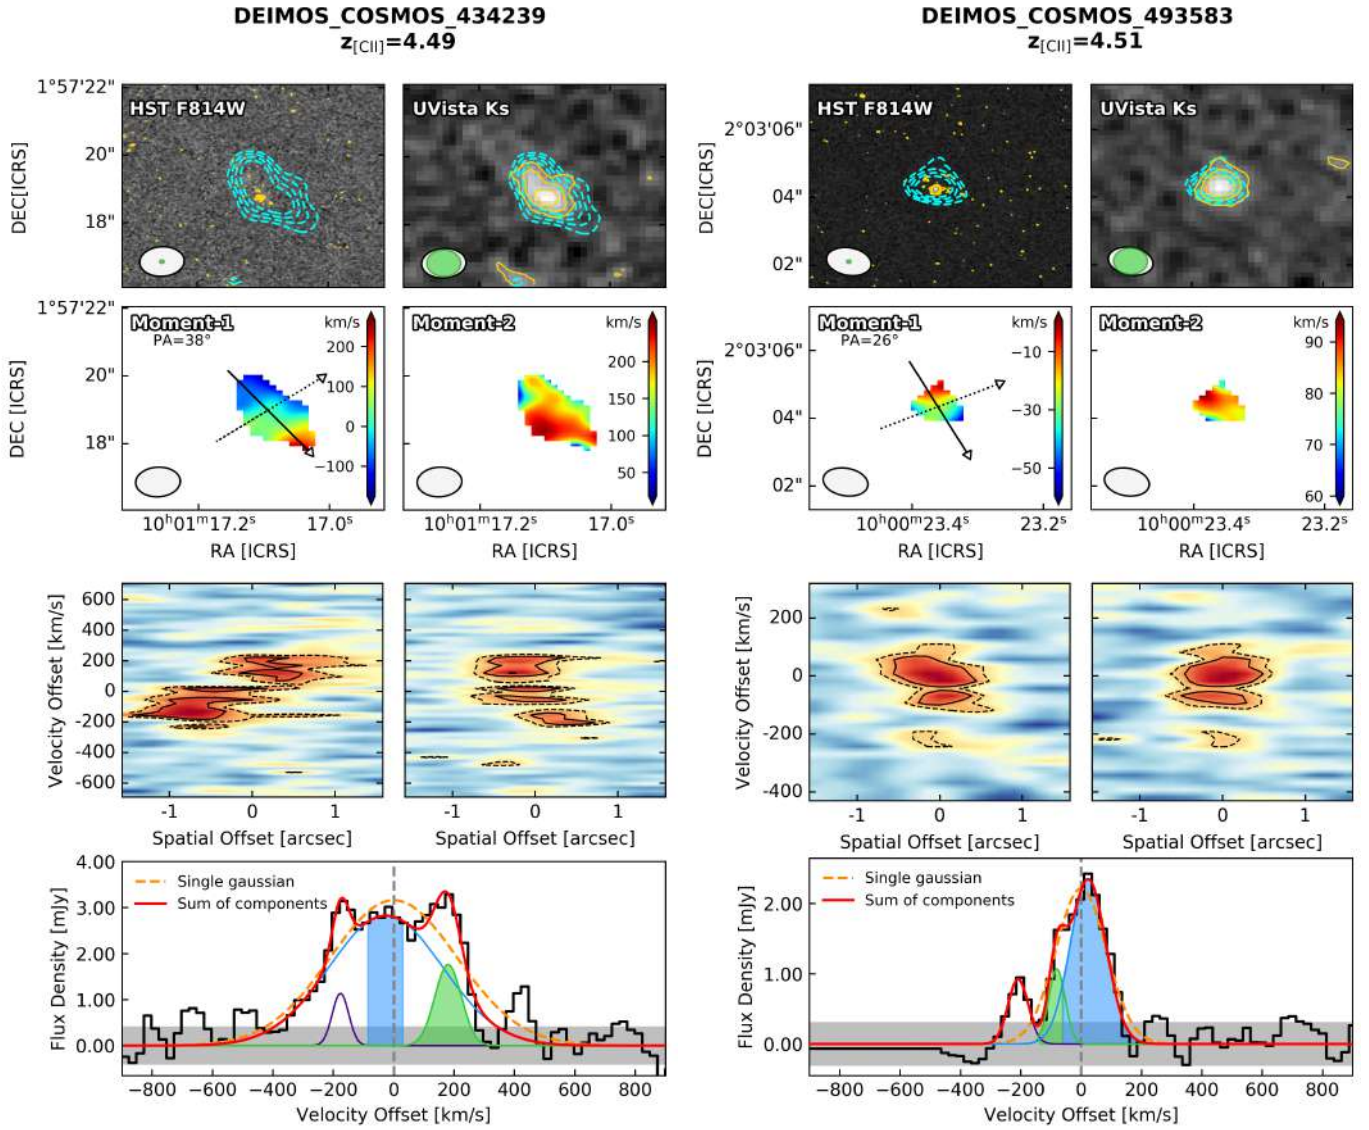 DEIMOS_COSMOS_434239
z[CII]=4.49
DEIMOS_COSMOS_493583
z[CII]=4.51
HST F814W
UVista Ks
1°57'22"
20"
18"
DEC[ICRS]
HST F814W
UVista Ks
2°03'06"
04"
02"
DEC[ICRS]
Moment-1
PA=38°
km/s
200
100
0
−100
Moment-2
km/s
200
150
100
50
1°57'22"
20"
18"
DEC [ICRS]
10h01m17.2s
17.0s
RA [ICRS]
10h01m17.2s
17.0s
RA [ICRS]
Moment-1
PA=26°
km/s
−10
−30
−50
Moment-2
km/s
90
80
70
60
2°03'06"
04"
02"
DEC [ICRS]
10h00m23.4s
23.2s
RA [ICRS]
10h00m23.4s
23.2s
RA [ICRS]
600
400
200
0
-200
-400
-600
Velocity Offset [km/s]
-1
0
1
Spatial Offset [arcsec]
-1
0
1
Spatial Offset [arcsec]
200
0
-200
-400
Velocity Offset [km/s]
-1
0
1
Spatial Offset [arcsec]
-1
0
1
Spatial Offset [arcsec]
4.00
3.00
2.00
1.00
0.00
Flux Density [mJy]
Single gaussian
Sum of components
−800
−600
−400
−200
0
200
400
600
800
Velocity Offset [km/s]
2.00
1.00
0.00
Flux Density [mJy]
Single gaussian
Sum of components
−800
−600
−400
−200
0
200
400
600
800
Velocity Offset [km/s]